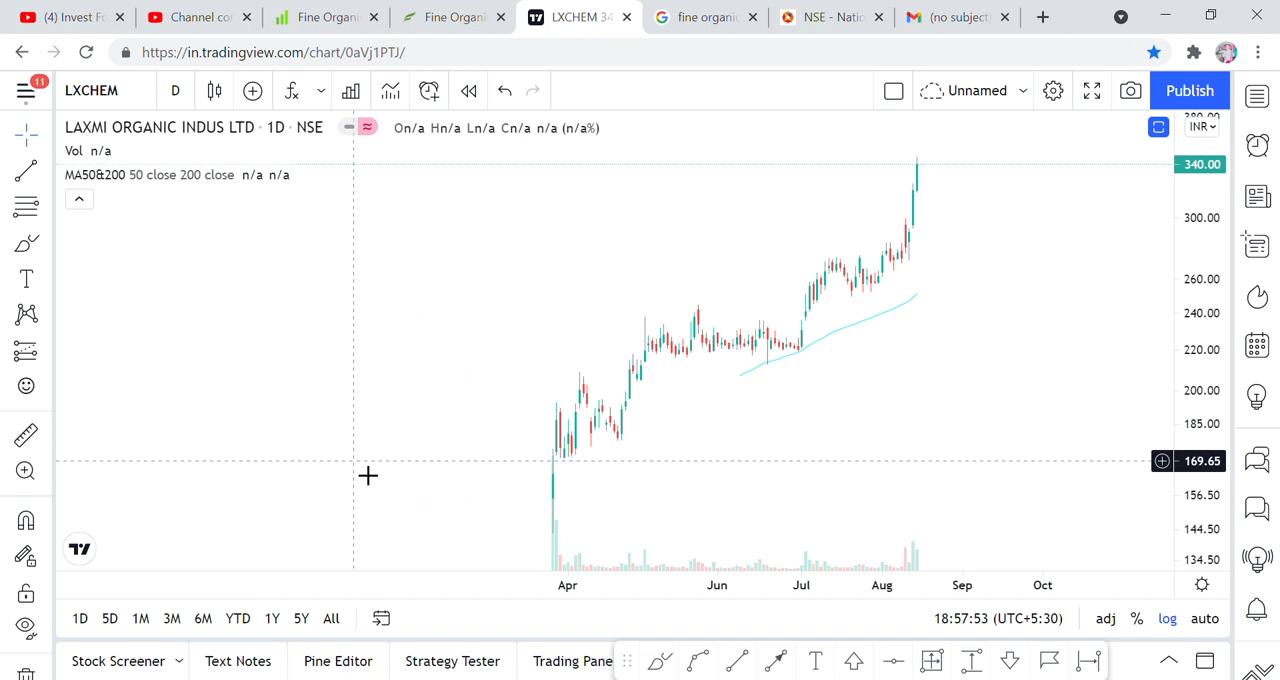 (4) Invest Fo
Channel co
Fine Organi
Fine Organi
LXCHEM 34
fine organic
NSE - Natio
(no subject)
https://in.tradingview.com/chart/0aVj1PTJ/
11
LXCHEM
D
Unnamed
Publish
LAXMI ORGANIC INDUS LTD · 1D · NSE
On/a Hn/a Ln/a Cn/a n/a (n/a%)
INR
Vol n/a
MA50&200 50 close 200 close n/a n/a
380.00
340.00
300.00
260.00
240.00
220.00
200.00
185.00
169.65
156.50
144.50
134.50
Apr Jun Jul Aug Sep Oct
1D 5D 1M 3M 6M YTD 1Y 5Y All
18:57:53 (UTC+5:30)
adj % log auto
Stock Screener
Text Notes
Pine Editor
Strategy Tester
Trading Pane